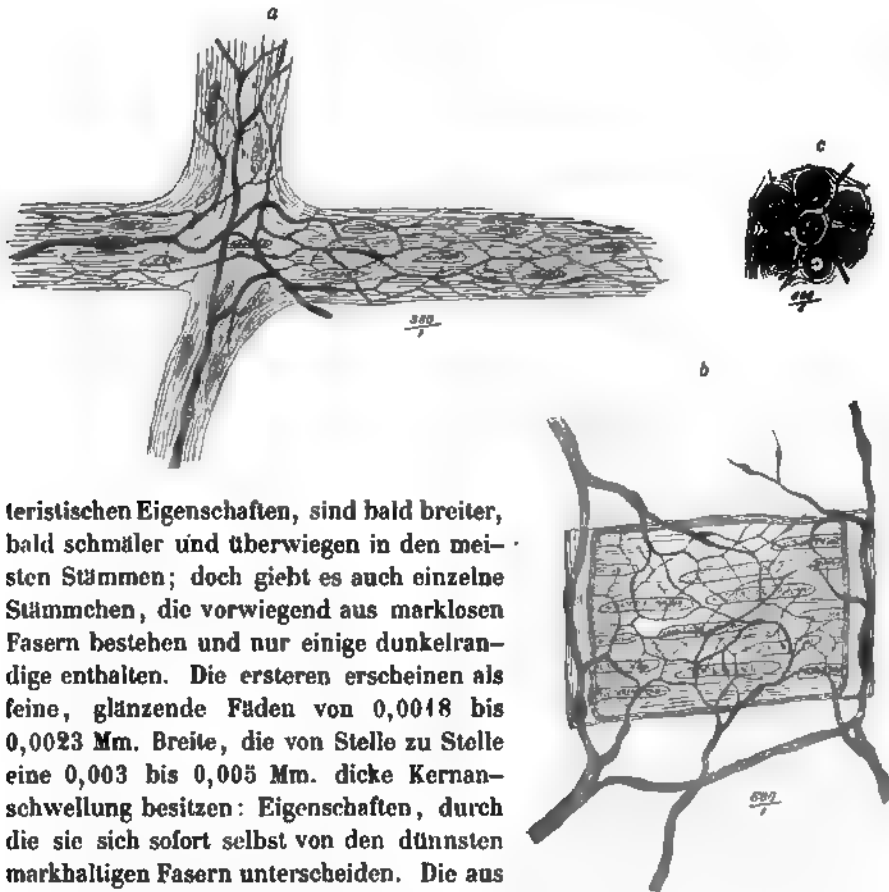 a
c
b
teristischen Eigenschaften, sind bald breiter,
bald schmäler und überwiegen in den mei-
sten Stämmen; doch giebt es auch einzelne
Stämmchen, die vorwiegend aus marklosen
Fasern bestehen und nur einige dunkelran-
dige enthalten. Die ersteren erscheinen als
feine, glänzende Fäden von 0,0018 bis
0,0023 Mm. Breite, die von Stelle zu Stelle
eine 0,003 bis 0,005 Mm. dicke Kernan-
schwellung besitzen: Eigenschaften, durch
die sie sich sofort selbst von den dünnsten
markhaltigen Fasern unterscheiden. Die aus